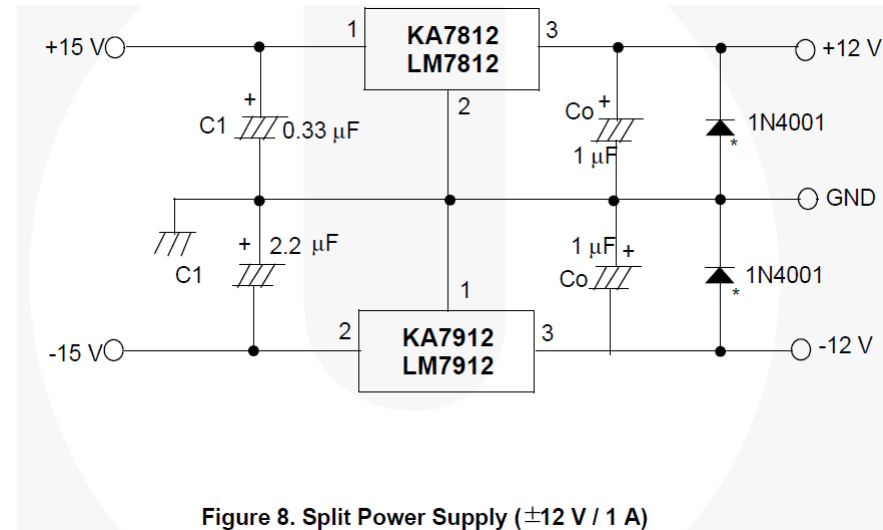 +15 V
1
KA7812
LM7812
3
+12 V
2
+
C1
0.33 μF
Co
+
1 μF
1N4001
*
GND
+
2.2 μF
C1
1 μF
+
Co
1N4001
*
1
-15 V
2
KA7912
LM7912
3
-12 V
Figure 8. Split Power Supply (±12 V / 1 A)